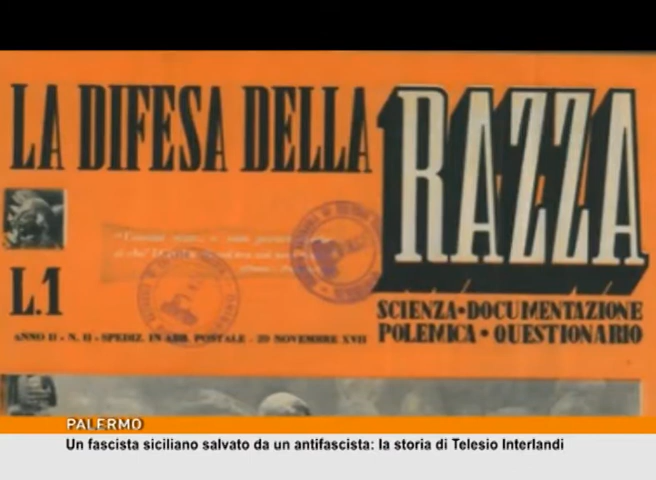 LA DIFESA DELLA RAZZA
L.1
SCIENZA•DOCUMENTAZIONE
POLEMICA•QUESTIONARIO
ANNO II - N. II - SPEDIZ. IN ABB. POSTALE - 20 NOVEMBRE XVII
PALERMO
Un fascista siciliano salvato da un antifascista: la storia di Telesio Interlandi